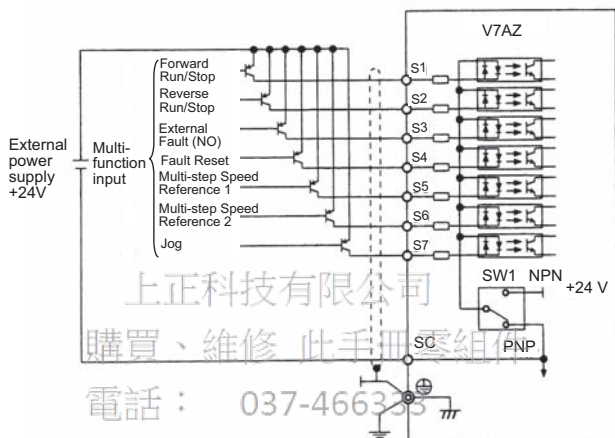 V7AZ
Forward
Run/Stop
S1
Reverse
Run/Stop
S2
External
Fault (NO)
S3
External
power
supply
+24V
Multi-
function
input
Fault Reset
S4
Multi-step Speed
Reference 1
S5
Multi-step Speed
Reference 2
S6
Jog
S7
SW1 NPN
+24 V
PNP
SC
上正科技有限公司
購買、維修 此手冊零組件
電話： 037-466333